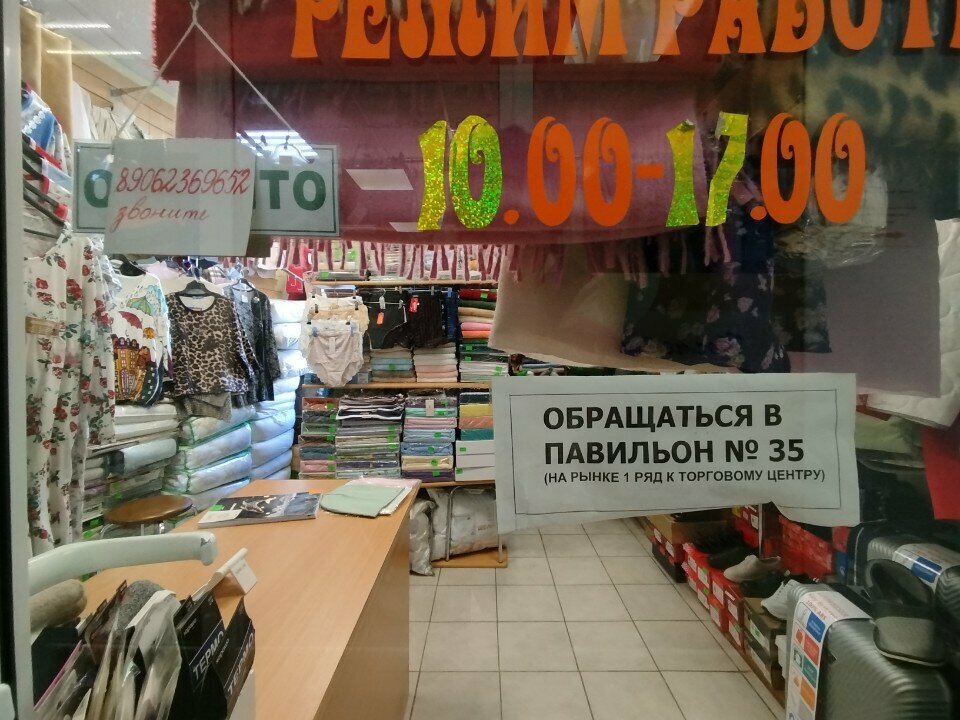 РЕЖИМ РАБОТ
10.00-17.00
89062369652
звоните
О
ТО
ОБРАЩАТЬСЯ В
ПАВИЛЬОН № 35
(НА РЫНКЕ 1 РЯД К ТОРГОВОМУ ЦЕНТРУ)
ТЕРМО